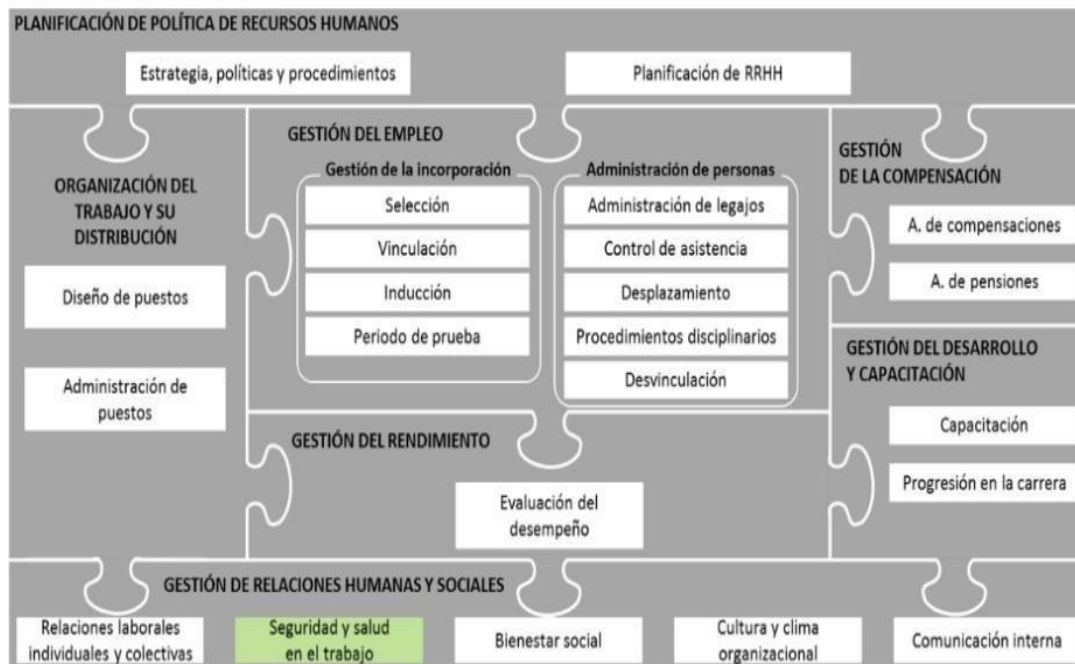 PLANIFICACIÓN DE POLÍTICA DE RECURSOS HUMANOS
Estrategia, políticas y procedimientos
Planificación de RRHH
ORGANIZACIÓN DEL
TRABAJO Y SU
DISTRIBUCIÓN
Diseño de puestos
Administración de
puestos
GESTIÓN DEL EMPLEO
Gestión de la incorporación
Selección
Vinculación
Inducción
Periodo de prueba
Administración de personas
Administración de legajos
Control de asistencia
Desplazamiento
Procedimientos disciplinarios
Desvinculación
GESTIÓN
DE LA COMPENSACIÓN
A. de compensaciones
A. de pensiones
GESTIÓN DEL RENDIMIENTO
Evaluación del
desempeño
GESTIÓN DEL DESARROLLO
Y CAPACITACIÓN
Capacitación
Progresión en la carrera
GESTIÓN DE RELACIONES HUMANAS Y SOCIALES
Relaciones laborales
individuales y colectivas
Seguridad y salud
en el trabajo
Bienestar social
Cultura y clima
organizacional
Comunicación interna